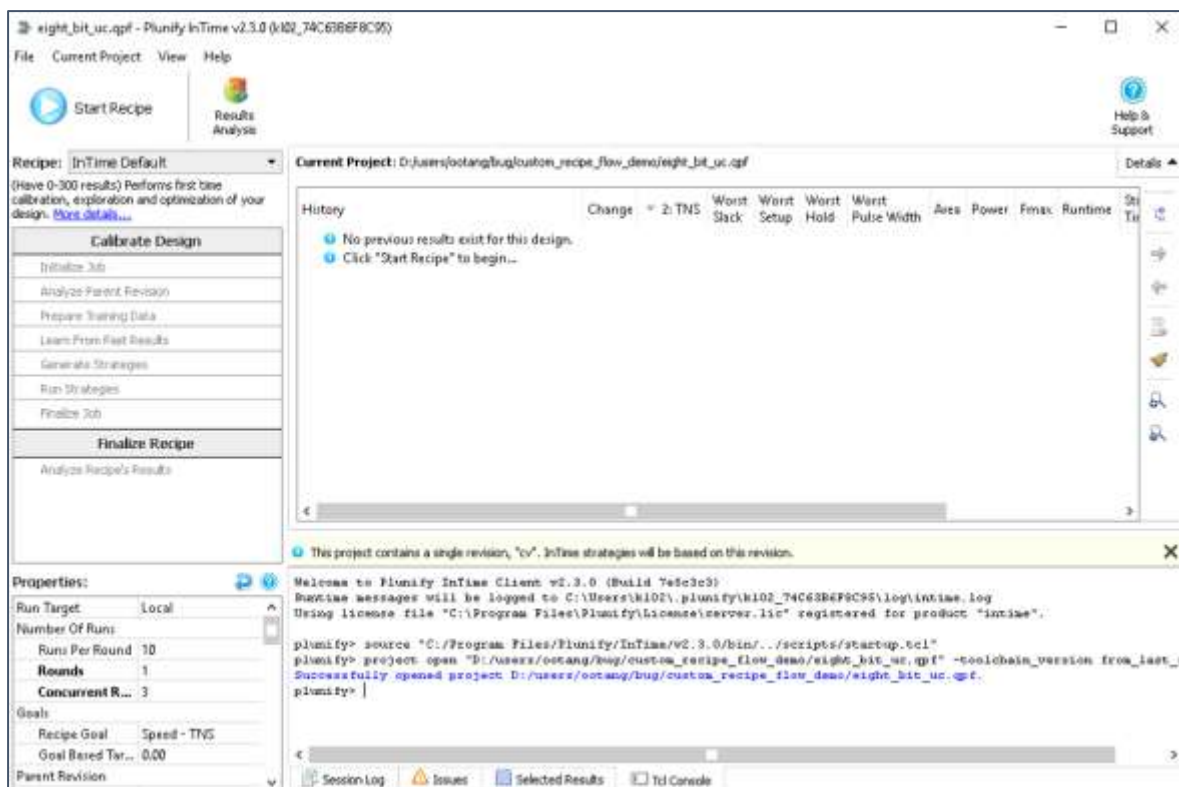 eight_bit_uc.qpf - Plunify InTime v2.3.0 (kl02_74C63B6F8C95)
File Current Project View Help
Start Recipe
Results
Analysis
Help &
Support
Recipe: InTime Default
(Have 0-300 results) Performs first time
calibration, exploration and optimization of your
design. More details...
Calibrate Design
Initialize Job
Analyze Parent Revision
Prepare Training Data
Learn From Past Results
Generate Strategies
Run Strategies
Finalize Job
Finalize Recipe
Analyze Recipe's Results
Current Project: D:/users/ootang/bug/custom_recipe_flow_demo/eight_bit_uc.qpf
Details
History Change 2: TNS Worst Slack Worst Setup Worst Hold Worst Pulse Width Area Power Fmax Runtime
No previous results exist for this design.
Click "Start Recipe" to begin...
This project contains a single revision, "cv". InTime strategies will be based on this revision.
Properties:
Run Target Local
Number Of Runs
Runs Per Round 10
Rounds 1
Concurrent R... 3
Goals
Recipe Goal Speed - TNS
Goal Based Tar... 0.00
Parent Revision
Welcome to Plunify InTime Client v2.3.0 (Build 7e5c3c3)
Runtime messages will be logged to C:\Users\kl02\.plunify\kl02_74C63B6F8C95\log\intime.log
Using license file "C:\Program Files\Plunify\License\server.lic" registered for product "intime".
plunify> source "C:/Program Files/Plunify/InTime/v2.3.0/bin/../scripts/startup.tcl"
plunify> project open "D:/users/ootang/bug/custom_recipe_flow_demo/eight_bit_uc.qpf" -toolchain_version from_last_
Successfully opened project D:/users/ootang/bug/custom_recipe_flow_demo/eight_bit_uc.qpf.
plunify>
Session Log Issues Selected Results Tcl Console